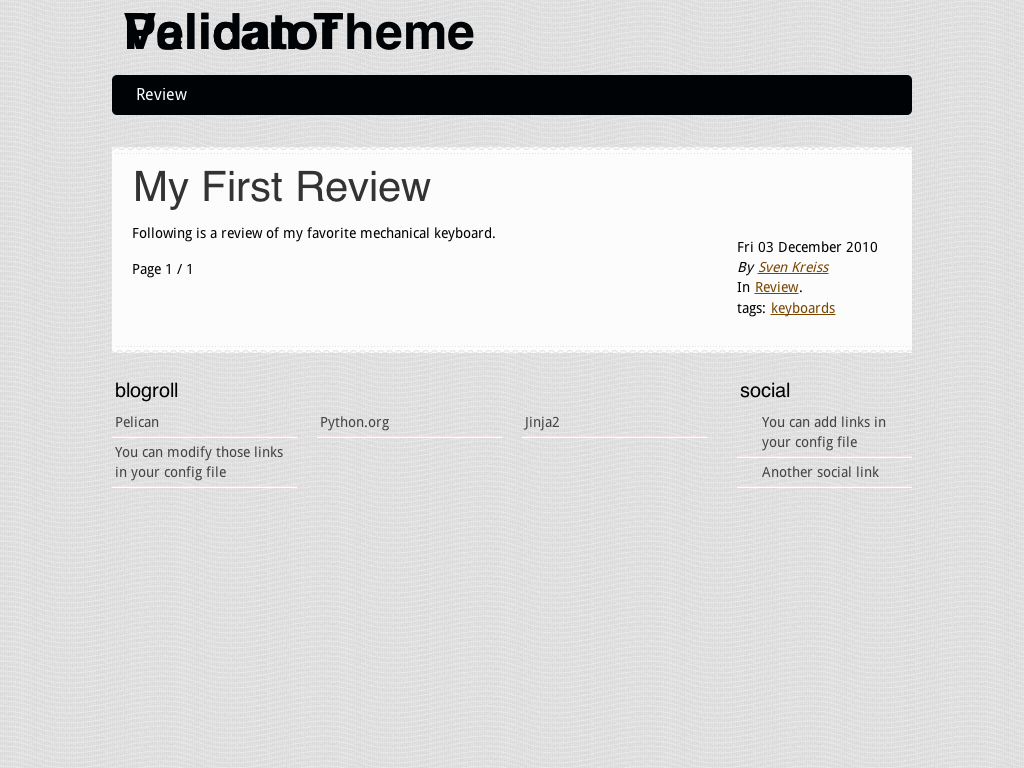 Pelican Theme
Validator
Review
My First Review
Following is a review of my favorite mechanical keyboard.
Page 1 / 1
Fri 03 December 2010
By Sven Kreiss
In Review.
tags: keyboards
blogroll
Pelican
Python.org
Jinja2
You can modify those links
in your config file
social
You can add links in
your config file
Another social link